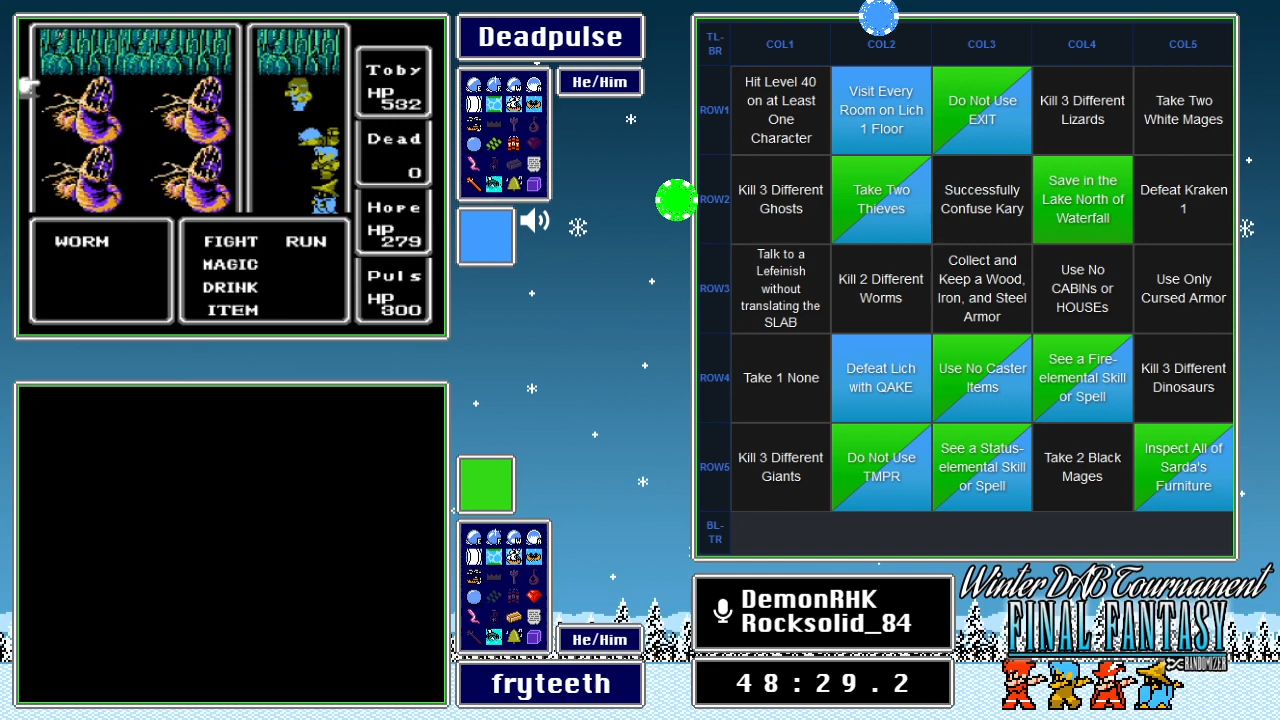 Deadpulse
He/Him
Toby
HP
532
Dead
0
Hope
HP
279
Puls
HP
300
WORM
FIGHT RUN
MAGIC
DRINK
ITEM
TL-
BR
COL1 COL2 COL3 COL4 COL5
ROW1
Hit Level 40
on at Least
One
Character
Visit Every
Room on Lich
1 Floor
Do Not Use
EXIT
Kill 3 Different
Lizards
Take Two
White Mages
ROW2
Kill 3 Different
Ghosts
Take Two
Thieves
Successfully
Confuse Kary
Save in the
Lake North of
Waterfall
Defeat Kraken
1
ROW3
Talk to a
Lefeinish
without
translating the
SLAB
Kill 2 Different
Worms
Collect and
Keep a Wood,
Iron, and Steel
Armor
Use No
CABINs or
HOUSEs
Use Only
Cursed Armor
ROW4
Take 1 None
Defeat Lich
with QAKE
Use No Caster
Items
See a Fire-
elemental Skill
or Spell
Kill 3 Different
Dinosaurs
ROW5
Kill 3 Different
Giants
Do Not Use
TMPR
See a Status-
elemental Skill
or Spell
Take 2 Black
Mages
Inspect All of
Sarda's
Furniture
BL-
TR
He/Him
fryteeth
DemonRHK
Rocksolid_84
48:29.2
Winter DAB Tournament
FINAL FANTASY
RANDOMIZER